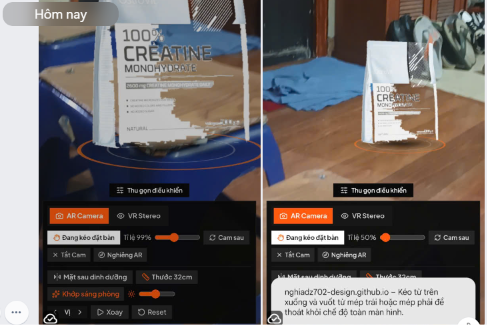 Hôm nay
100%
CREATINE
MONOHYDRATE
NATURAL
Thu gọn điều khiển
AR Camera
VR Stereo
Đang kéo đặt bàn
Tỉ lệ 99%
Cam sau
Tắt Cam
Nghiêng AR
Mặt sau dinh dưỡng
Thước 32cm
Khớp sáng phòng
Vị
Xoay
Reset
100%
CREATINE
MONOHYDRATE
Thu gọn điều khiển
AR Camera
VR Stereo
Đang kéo đặt bàn
Tỉ lệ 50%
Cam sau
Tắt Cam
Nghiêng AR
Mặt sau dinh dưỡng
Thước 32cm
nghiadz702-design.github.io – Kéo từ trên
xuống và vuốt từ mép trái hoặc mép phải để
thoát khỏi chế độ toàn màn hình.